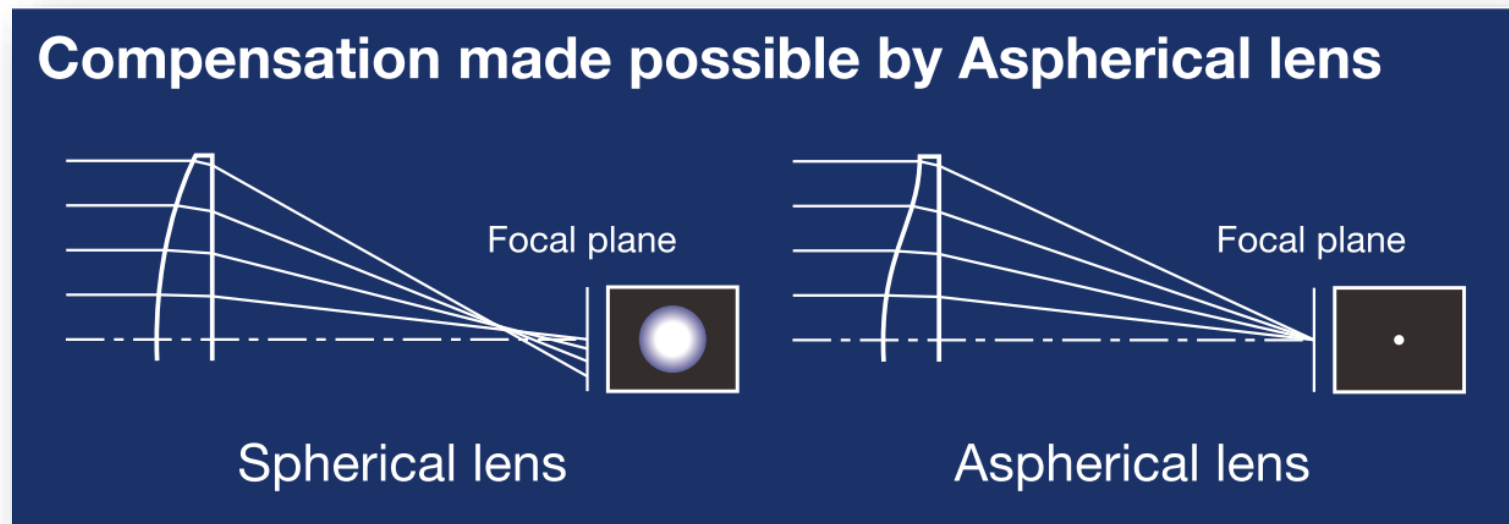 Compensation made possible by Aspherical lens
Focal plane
Focal plane
Spherical lens
Aspherical lens